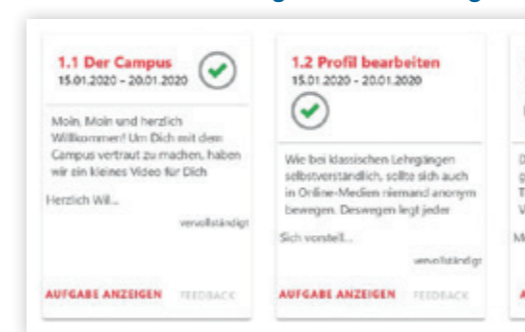 1.1 Der Campus
15.01.2020 - 20.01.2020
Moin, Moin und herzlich
Willkommen! Um Dich mit dem
Campus vertraut zu machen, haben
wir ein kleines Video für Dich
Herzlich Wil...
vervollständigt
AUFGABE ANZEIGEN FEEDBACK
1.2 Profil bearbeiten
15.01.2020 - 20.01.2020
Wie bei klassischen Lehrgängen
selbstverständlich, sollte sich auch
in Online-Medien niemand anonym
bewegen. Deswegen legt jeder
Sich vorstell...
vervollständigt
AUFGABE ANZEIGEN FEEDBACK